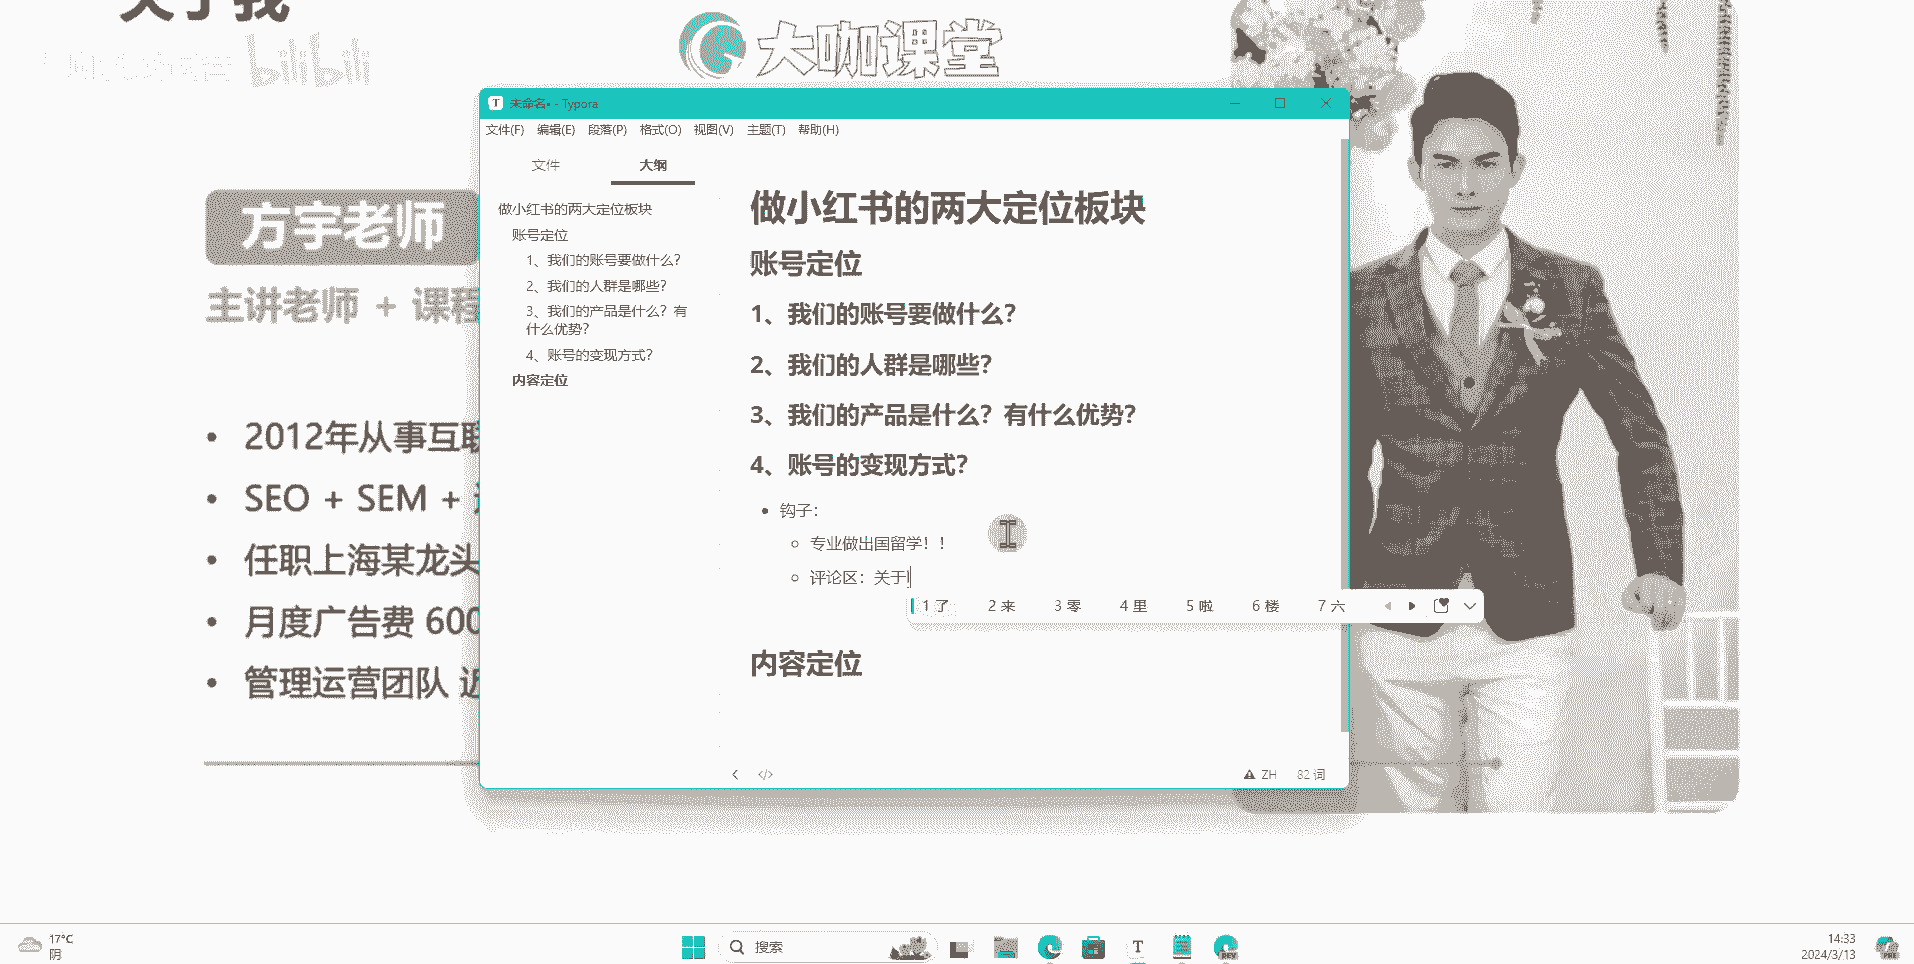 关于我
bilibili
大咖课堂
未命名• - Typora
文件(F) 编辑(E) 段落(P) 格式(O) 视图(V) 主题(T) 帮助(H)
文件 大纲
做小红书的两大定位板块
账号定位
1、我们的账号要做什么?
2、我们的人群是哪些?
3、我们的产品是什么?有
什么优势?
4、账号的变现方式?
内容定位
做小红书的两大定位板块
账号定位
1、我们的账号要做什么?
2、我们的人群是哪些?
3、我们的产品是什么?有什么优势?
4、账号的变现方式?
钩子:
专业做出国留学!!
评论区:关于l
1 了 2 来 3 零 4 里 5 啦 6 楼 7 六
内容定位
ZH 82 词
方宇老师
主讲老师 + 课程
2012年从事互联
SEO + SEM +
任职上海某龙头
月度广告费 600
管理运营团队 近
17°C
阴
搜索
14:33
2024/3/13